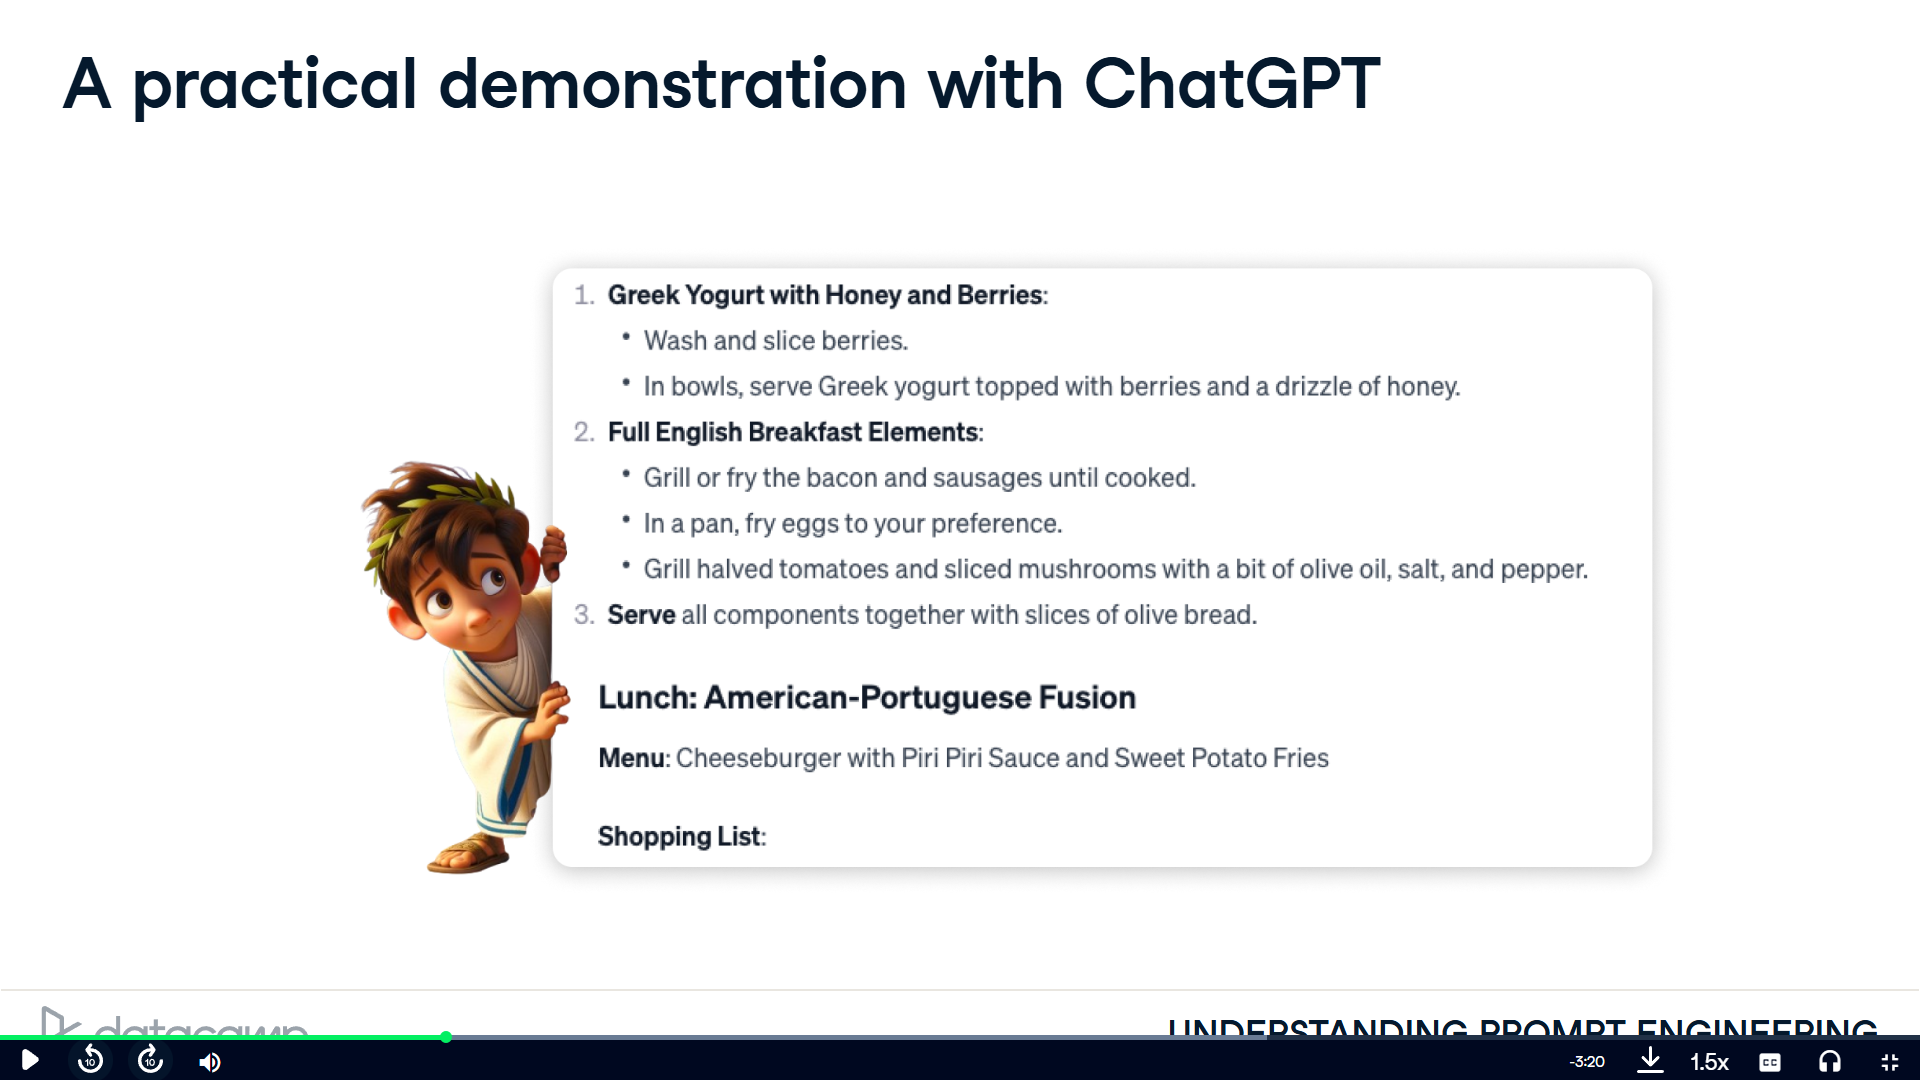 A practical demonstration with ChatGPT
1. Greek Yogurt with Honey and Berries:
• Wash and slice berries.
• In bowls, serve Greek yogurt topped with berries and a drizzle of honey.
2. Full English Breakfast Elements:
• Grill or fry the bacon and sausages until cooked.
• In a pan, fry eggs to your preference.
• Grill halved tomatoes and sliced mushrooms with a bit of olive oil, salt, and pepper.
3. Serve all components together with slices of olive bread.
Lunch: American-Portuguese Fusion
Menu: Cheeseburger with Piri Piri Sauce and Sweet Potato Fries
Shopping List:
datacamp
UNDERSTANDING PROMPT ENGINEERING
10
10
-3:20
1.5x
CC